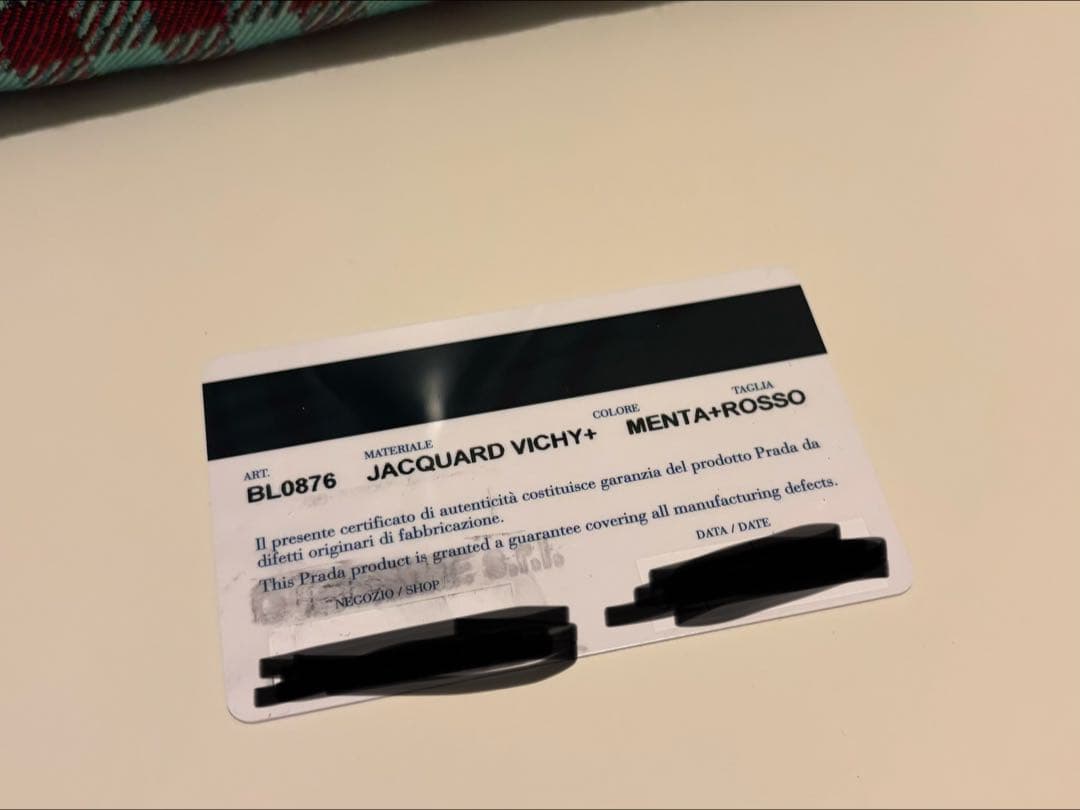 ART. MATERIALE COLORE TAGLIA
BL0876 JACQUARD VICHY+ MENTA+ROSSO
Il presente certificato di autenticità costituisce garanzia del prodotto Prada da
difetti originari di fabbricazione.
This Prada product is granted a guarantee covering all manufacturing defects.
NEGOZIO / SHOP DATA / DATE
S.r.l.